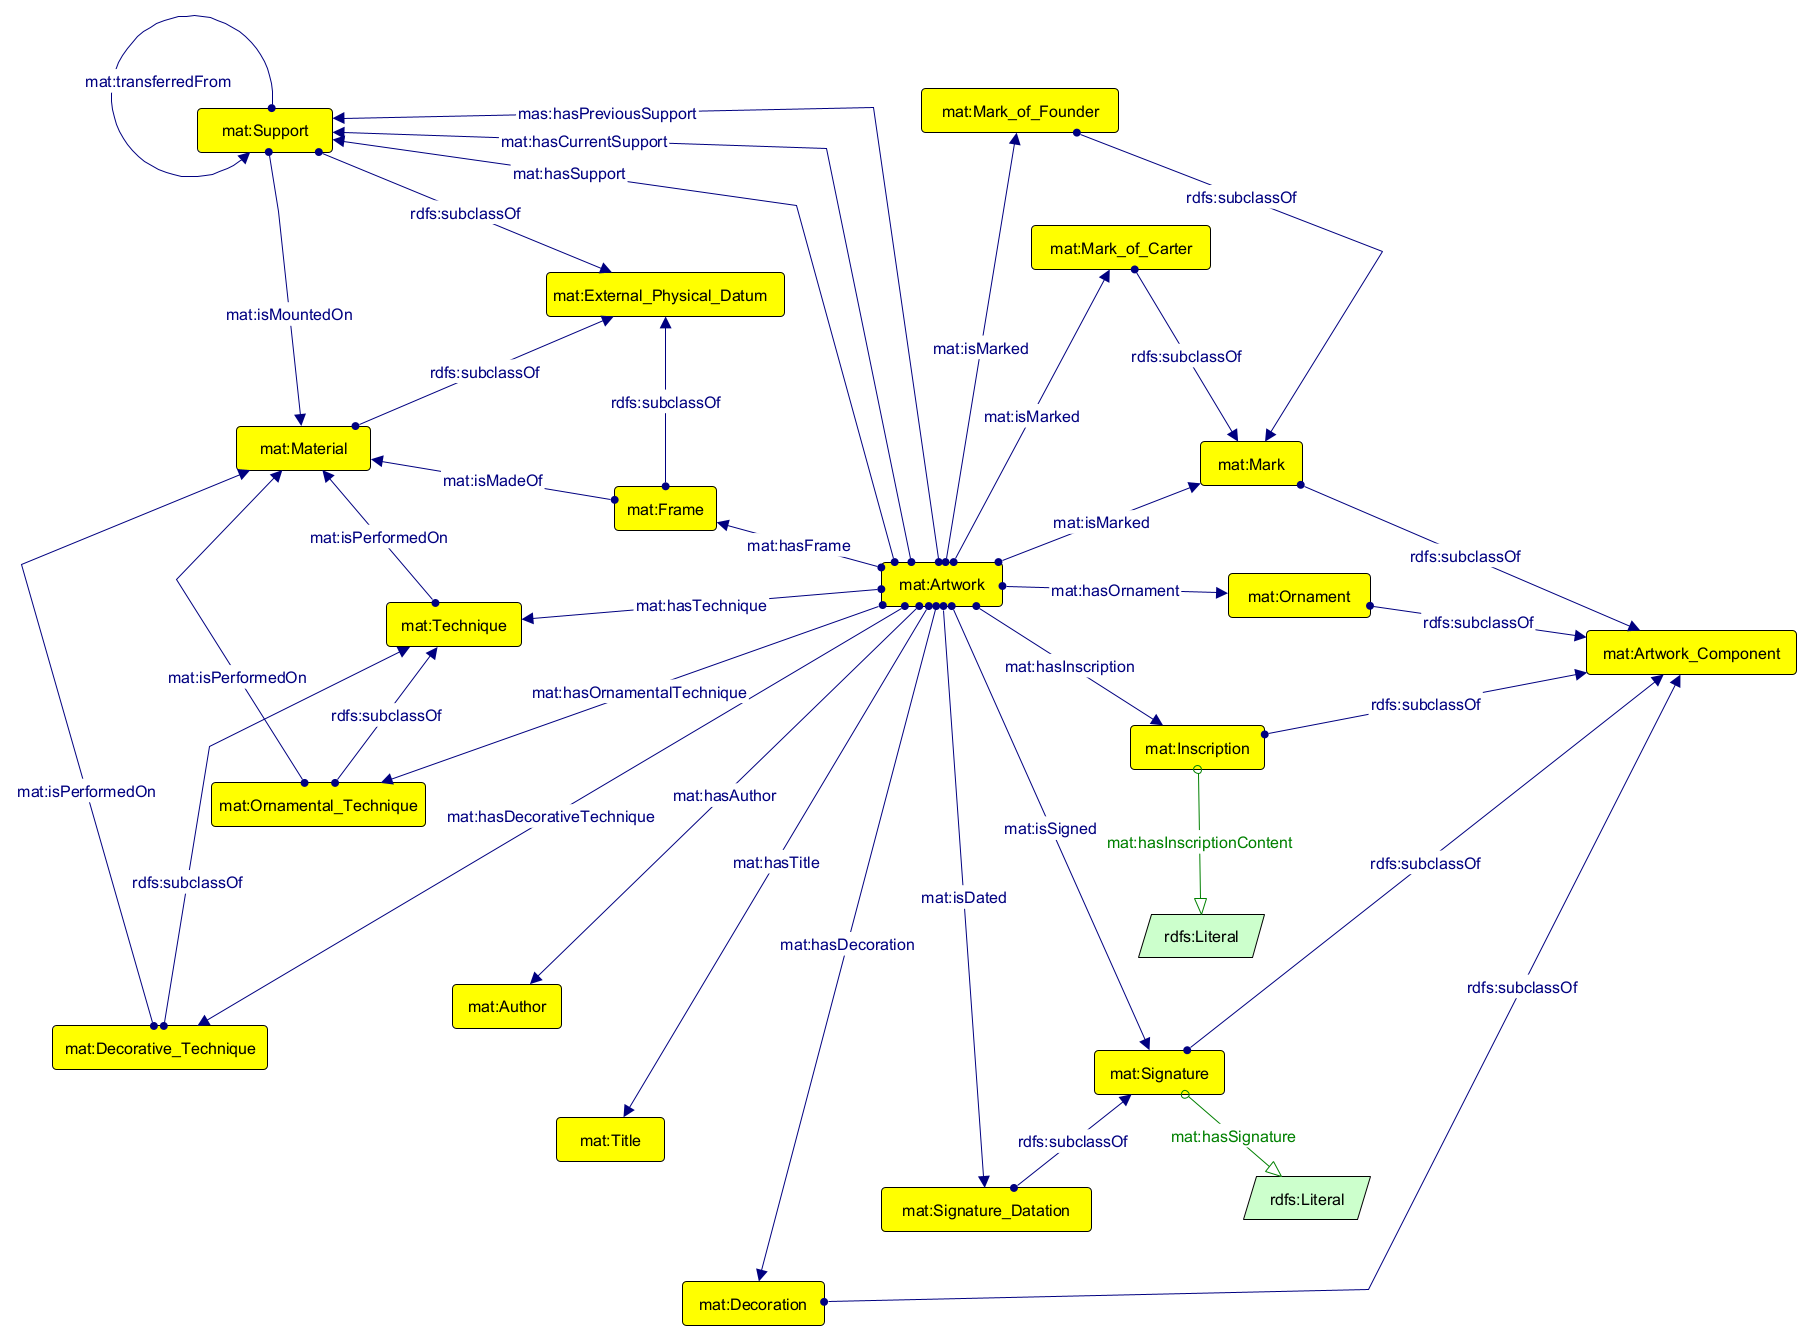 mat:transferredFrom
mas:hasPreviousSupport
mat:Mark_of_Founder
mat:Support
mat:hasCurrentSupport
mat:hasSupport
rdfs:subclassOf
rdfs:subclassOf
mat:Mark_of_Carter
mat:External_Physical_Datum
mat:isMountedOn
mat:isMarked
rdfs:subclassOf
rdfs:subclassOf
rdfs:subclassOf
mat:isMarked
mat:Material
mat:Mark
mat:isMadeOf
mat:Frame
mat:isMarked
mat:isPerformedOn
mat:hasFrame
rdfs:subclassOf
mat:Artwork
mat:hasOrnament
mat:Ornament
mat:hasTechnique
mat:Technique
rdfs:subclassOf
mat:Artwork_Component
mat:hasInscription
mat:isPerformedOn
mat:hasOrnamentalTechnique
rdfs:subclassOf
rdfs:subclassOf
mat:Inscription
mat:isPerformedOn
mat:hasAuthor
mat:Ornamental_Technique
mat:hasDecorativeTechnique
mat:isSigned
mat:hasInscriptionContent
mat:hasTitle
rdfs:subclassOf
rdfs:subclassOf
mat:isDated
rdfs:Literal
mat:hasDecoration
rdfs:subclassOf
mat:Author
mat:Decorative_Technique
mat:Signature
mat:hasSignature
mat:Title
rdfs:subclassOf
rdfs:Literal
mat:Signature_Datation
mat:Decoration